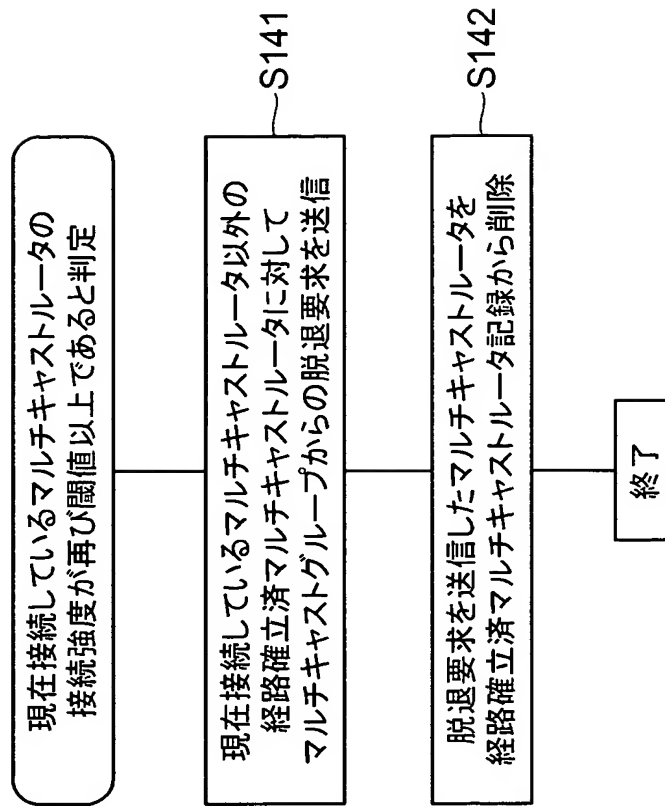 現在接続しているマルチキャストルータの
接続強度が再び閾値以上であると判定
現在接続しているマルチキャストルータ以外の
経路確立済マルチキャストルータに対して
マルチキャストグループからの脱退要求を送信
S141
脱退要求を送信したマルチキャストルータを
経路確立済マルチキャストルータ記録から削除
S142
終了